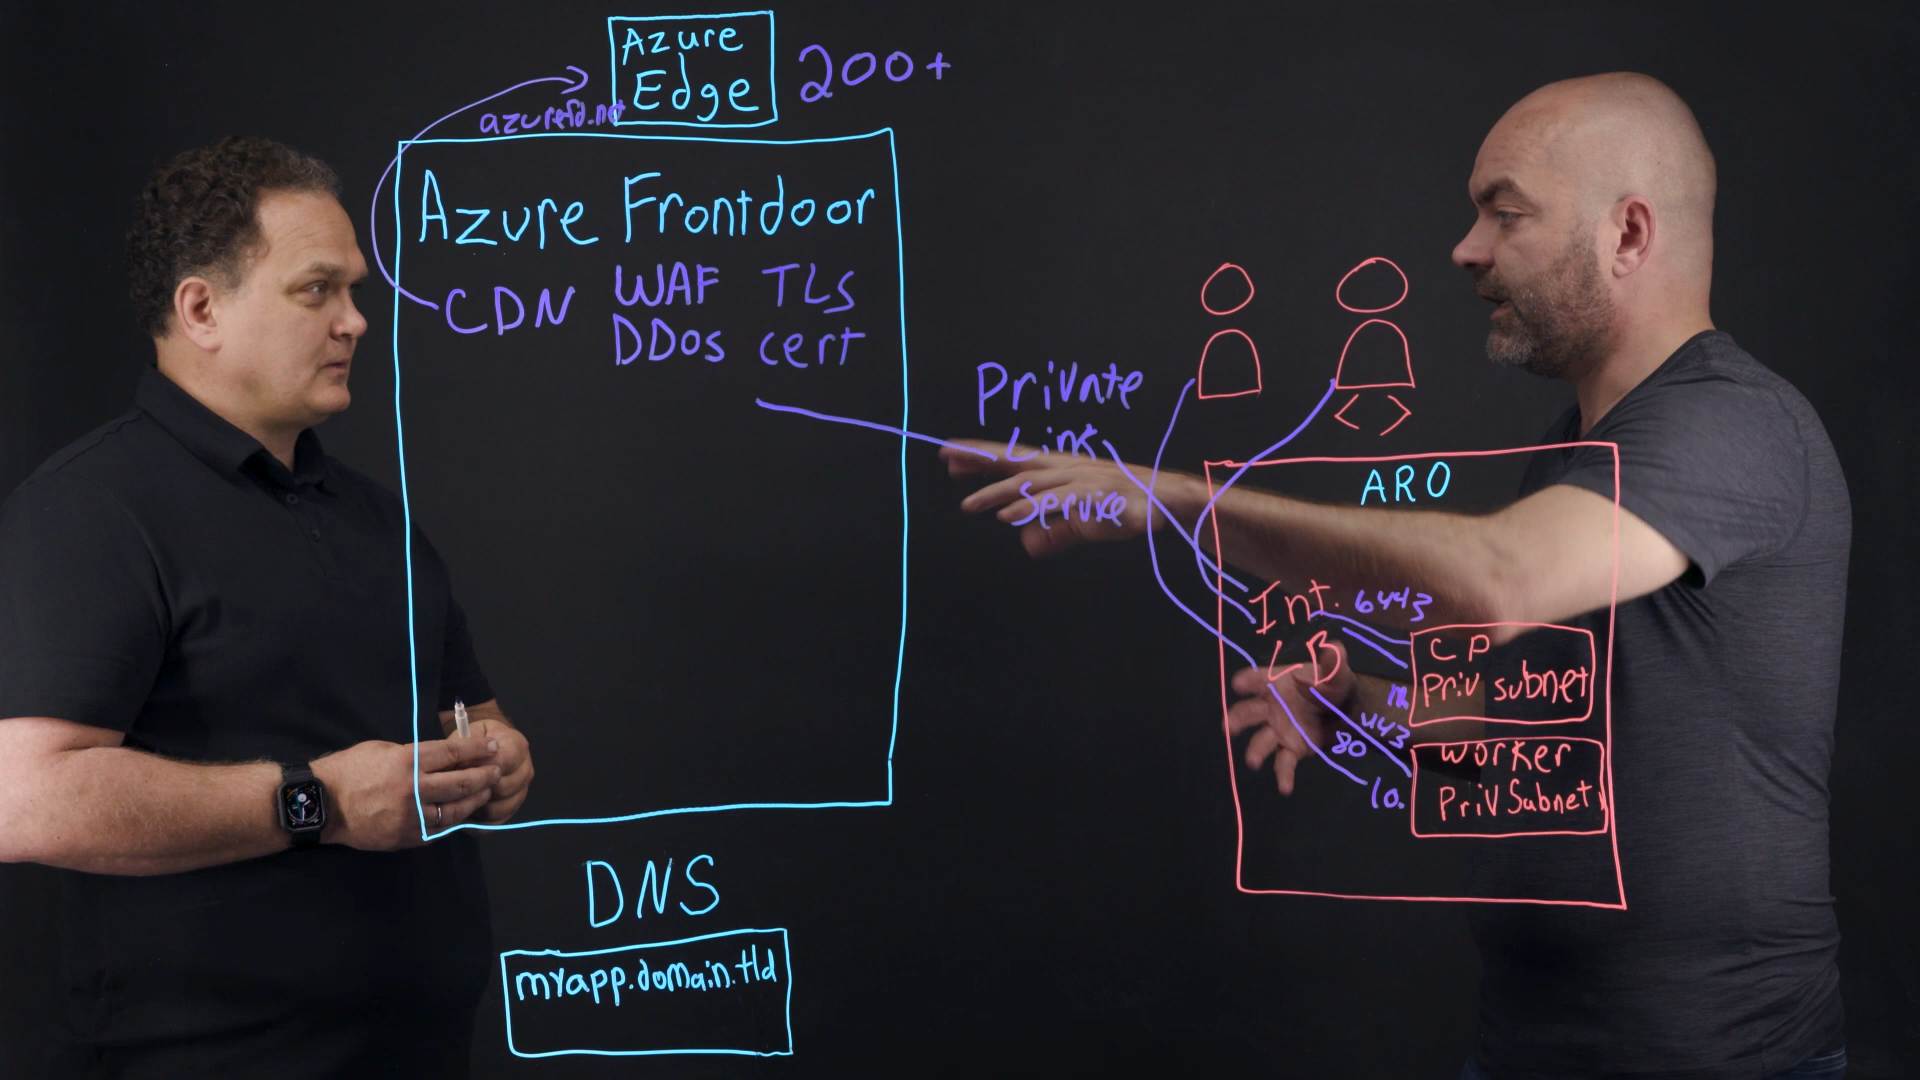 Azure
Edge
200+
azurefd.net
Azure Frontdoor
CDN
WAF
DDos
TLS
cert
Private
Link
Service
ARO
Int.
LB
6443
CP
Priv subnet
443
80
10.
Worker
Priv Subnet
DNS
myapp.domain.tld